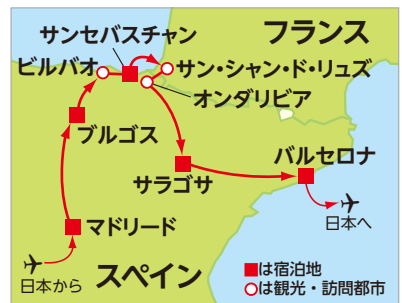 フランス
サンセバスチャン
ビルバオ
サン・シャン・ド・リュズ
オンダリビア
ブルゴス
バルセロナ
サラゴサ
マドリード
日本へ
日本から
スペイン
■は宿泊地
○は観光・訪問都市